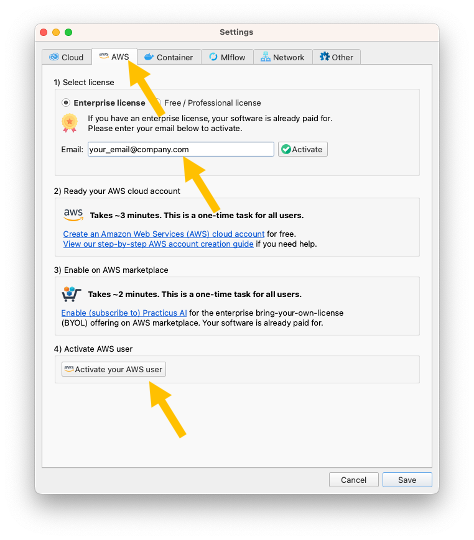 Settings
Cloud
aws AWS
Container
Mlflow
Network
Other
1) Select license
Enterprise license
Free / Professional license
If you have an enterprise license, your software is already paid for.
Please enter your email below to activate.
Email: your_email@company.com Activate
2) Ready your AWS cloud account
aws Takes ~3 minutes. This is a one-time task for all users.
Create an Amazon Web Services (AWS) cloud account for free.
View our step-by-step AWS account creation guide if you need help.
3) Enable on AWS marketplace
Takes ~2 minutes. This is a one-time task for all users.
Enable (subscribe to) Practicus AI for the enterprise bring-your-own-license
(BYOL) offering on AWS marketplace. Your software is already paid for.
4) Activate AWS user
aws Activate your AWS user
Cancel
Save